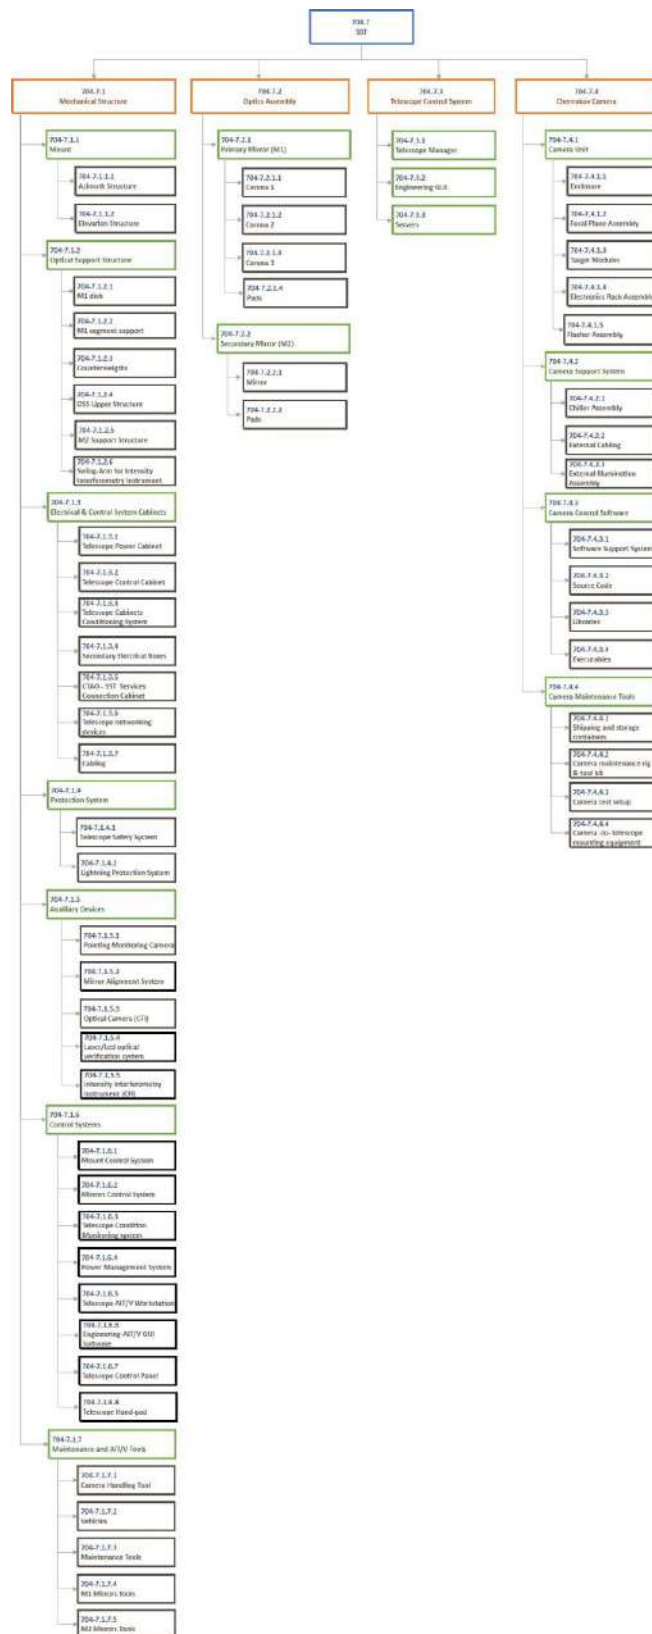 704.7
SST
704-7.1
Mechanical Structure
704-7.1.1
Mount
704-7.1.1.1
Azimuth Structure
704-7.1.1.2
Elevation Structure
704-7.1.2
Optical Support Structure
704-7.1.2.1
M1 disk
704-7.1.2.2
M1 segment support
704-7.1.2.3
Counterweigths
704-7.1.2.4
OSS Upper Structure
704-7.1.2.5
M2 Support Structure
704-7.1.2.6
Swing-Arm for Intensity
Interferometry Instrument
704-7.1.3
Electrical & Control System Cabinets
704-7.1.3.1
Telescope Power Cabinet
704-7.1.3.2
Telescope Control Cabinet
704-7.1.3.3
Telescope Cabinets
Conditioning System
704-7.1.3.4
Secondary Electrical Boxes
704-7.1.3.5
CTAO - SST Services
Connection Cabinet
704-7.1.3.6
Telescope networking
devices
704-7.1.3.7
Cabling
704-7.1.4
Protection System
704-7.1.4.1
Telescope Safety System
704-7.1.4.2
Lightning Protection System
704-7.1.5
Auxiliary Devices
704-7.1.5.1
Pointing Monitoring Camera
704-7.1.5.2
Mirror Alignment System
704-7.1.5.3
Optical Camera
704-7.1.5.4
Laser/Led optical
verification system
704-7.1.5.5
Intensity Interferometry
Instrument
704-7.1.6
Control Systems
704-7.1.6.1
Mount Control System
704-7.1.6.2
Mirrors Control System
704-7.1.6.3
Telescope Condition
Monitoring system
704-7.1.6.4
Power Management System
704-7.1.6.5
Telescope AIT/V Workstation
704-7.1.6.6
Engineering AIT/V GUI
Software
704-7.1.6.7
Telescope Control Panel
704-7.1.6.8
Telescope Hand-pad
704-7.1.7
Maintenance and AIT/V Tools
704-7.1.7.1
Camera Handling Tool
704-7.1.7.2
Vehicles
704-7.1.7.3
Maintenance Tools
704-7.1.7.4
M1 Mirrors Tools
704-7.1.7.5
M2 Mirrors Tools
704-7.2
Optics Assembly
704-7.2.1
Primary Mirror (M1)
704-7.2.1.1
Corona 1
704-7.2.1.2
Corona 2
704-7.2.1.3
Corona 3
704-7.2.1.4
Pads
704-7.2.2
Secondary Mirror (M2)
704-7.2.2.1
Mirror
704-7.2.2.2
Pads
704-7.3
Telescope Control System
704-7.3.1
Telescope Manager
704-7.3.2
Engineering GUI
704-7.3.3
Servers
704-7.4
Cherenkov Camera
704-7.4.1
Camera Unit
704-7.4.1.1
Enclosure
704-7.4.1.2
Focal Plane Assembly
704-7.4.1.3
Target Modules
704-7.4.1.4
Electronics Rack Assembly
704-7.4.1.5
Flasher Assembly
704-7.4.2
Camera Support System
704-7.4.2.1
Chiller Assembly
704-7.4.2.2
External Cabling
704-7.4.2.3
External Illumination
Assembly
704-7.4.3
Camera Control Software
704-7.4.3.1
Software Support System
704-7.4.3.2
Source Code
704-7.4.3.3
Libraries
704-7.4.3.4
Executables
704-7.4.4
Camera Maintenance Tools
704-7.4.4.1
Shipping and storage
containers
704-7.4.4.2
Camera maintenance rig
& tool kit
704-7.4.4.3
Camera test setup
704-7.4.4.4
Camera -to- telescope
mounting equipment